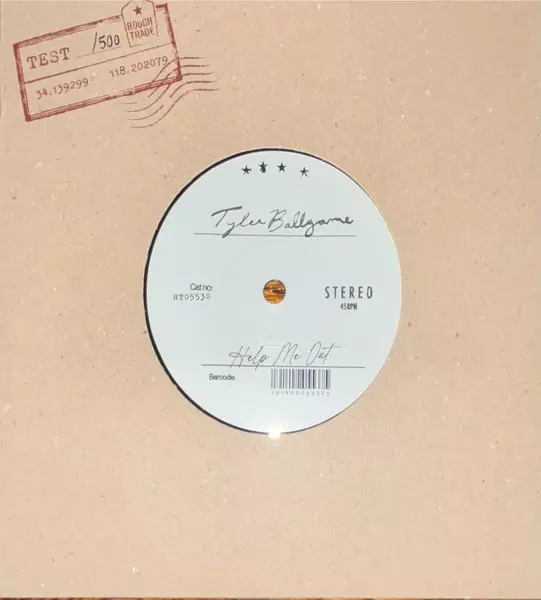 TEST /500
ROUGH
TRADE
34.139299 118.202079
Tyler Ballgame
Cat no:
RT0553S
STEREO
45 RPM
Help Me Out
Barcode: